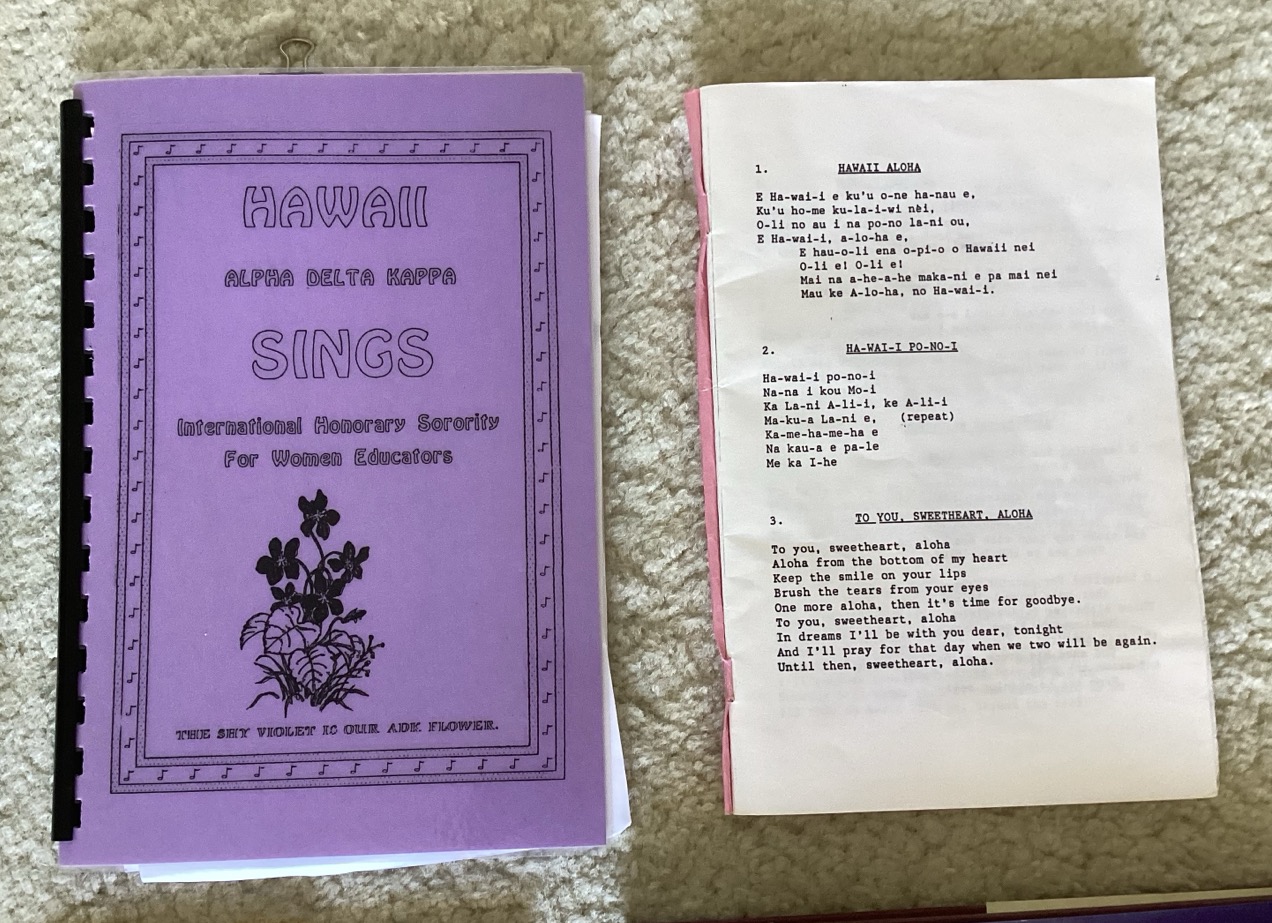 HAWAII
ALPHA DELTA KAPPA
SINGS
International Honorary Sorority
For Women Educators
THE SHY VIOLET IS OUR ADK FLOWER.
1. HAWAII ALOHA
E Ha-wai-i e ku'u o-ne ha-nau e,
Ku'u ho-me ku-la-i-wi nei,
O-li no au i na po-no la-ni ou,
E Ha-wai-i, a-lo-ha e,
E hau-o-li ena o-pi-o o Hawaii nei
O-li e! O-li e!
Mai na a-he-a-he maka-ni e pa mai nei
Mau ke A-lo-ha, no Ha-wai-i.
2. HA-WAI-I PO-NO-I
Ha-wai-i po-no-i
Na-na i kou Mo-i
Ka La-ni A-li-i, ke A-li-i
Ma-ku-a La-ni e, (repeat)
Ka-me-ha-me-ha e
Na kau-a e pa-le
Me ka I-he
3. TO YOU, SWEETHEART, ALOHA
To you, sweetheart, aloha
Aloha from the bottom of my heart
Keep the smile on your lips
Brush the tears from your eyes
One more aloha, then it's time for goodbye.
To you, sweetheart, aloha
In dreams I'll be with you dear, tonight
And I'll pray for that day when we two will be again.
Until then, sweetheart, aloha.